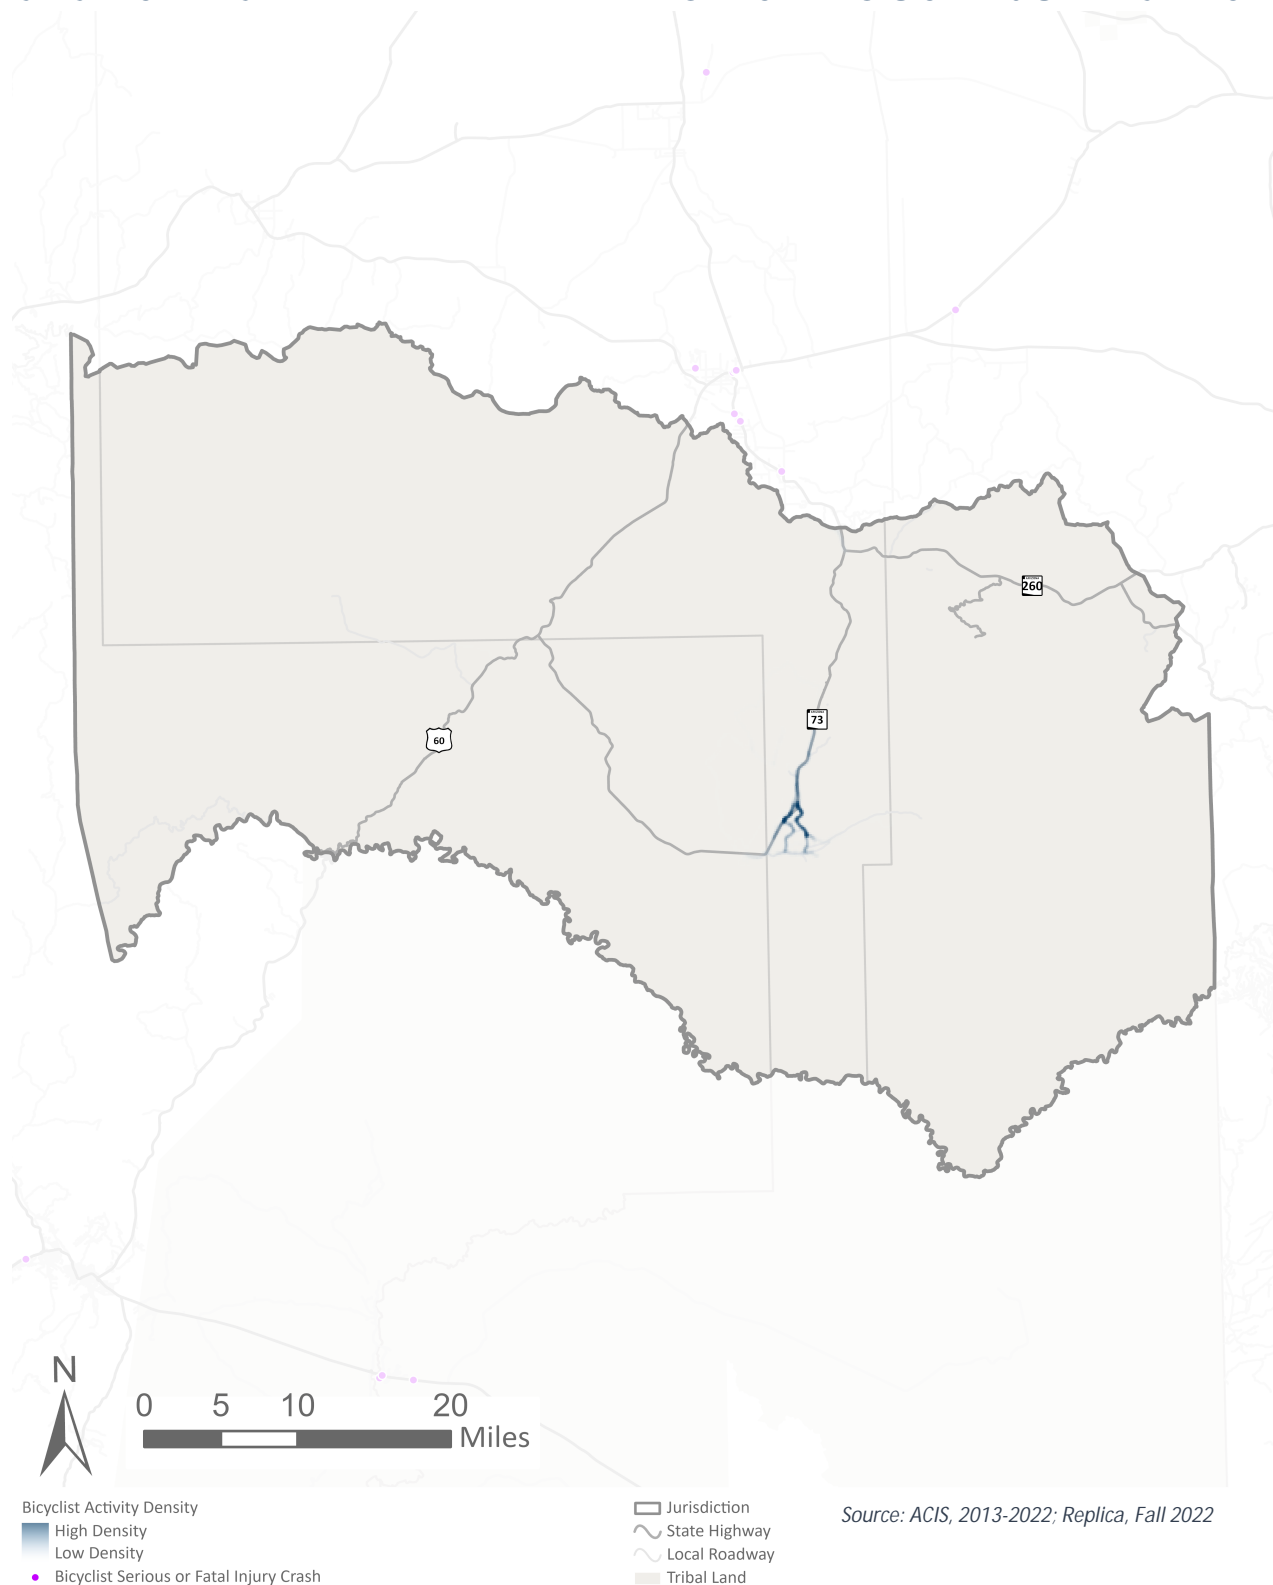 260
73
60
N
0 5 10 20
Miles
Bicyclist Activity Density
High Density
Low Density
Bicyclist Serious or Fatal Injury Crash
Jurisdiction
State Highway
Local Roadway
Tribal Land
Source: ACIS, 2013-2022; Replica, Fall 2022